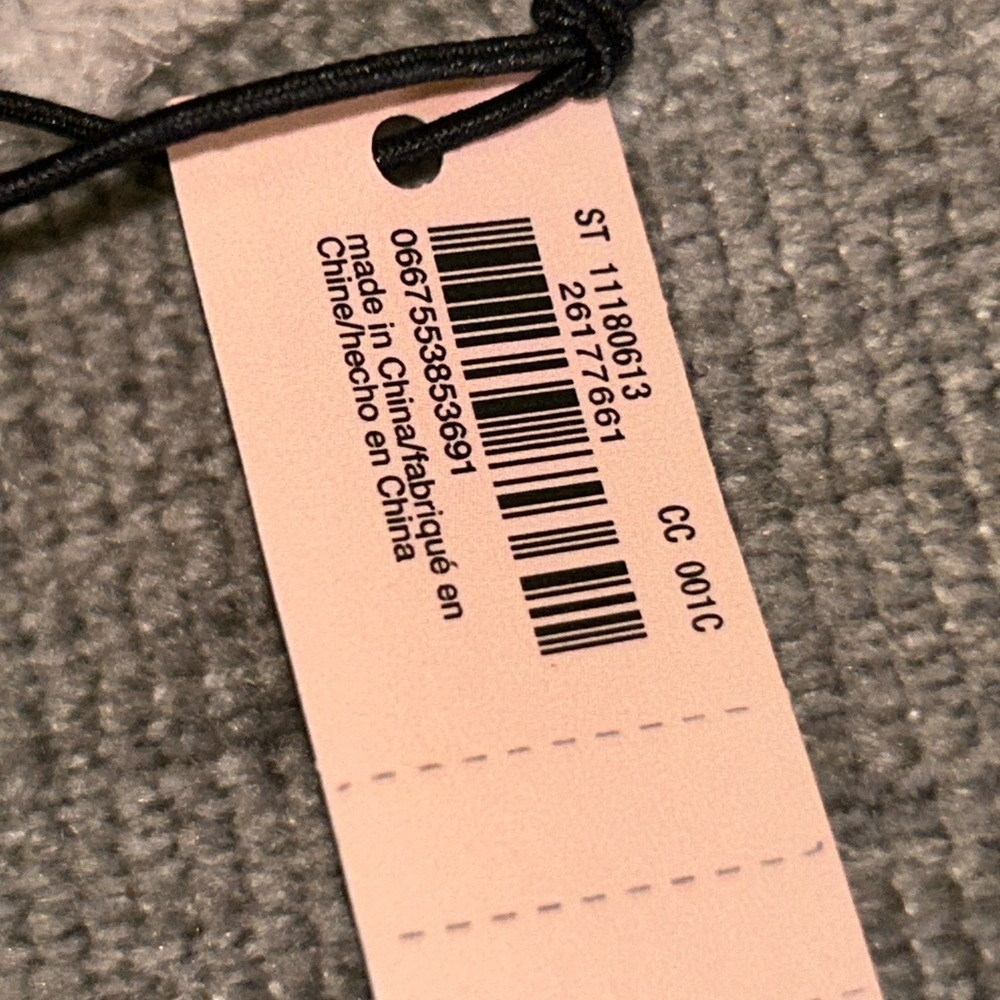 ST 11180613 CC 001C
26177661
0667553853691
made in China/fabriqué en
Chine/hecho en China